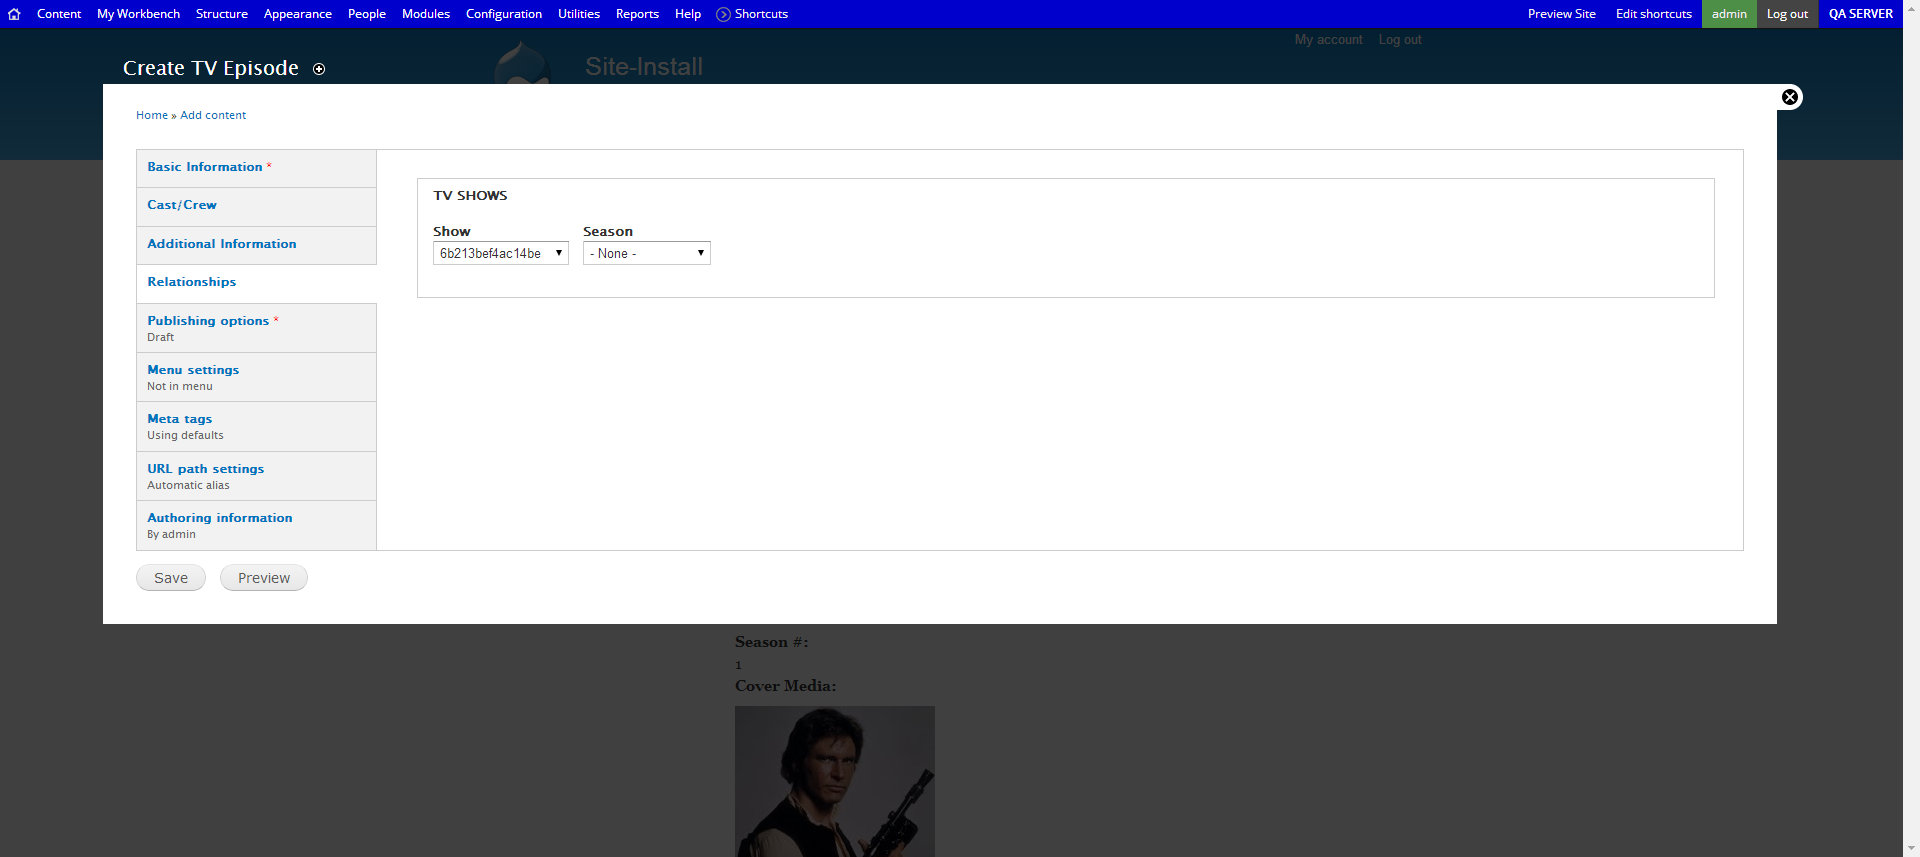 Content My Workbench Structure Appearance People Modules Configuration Utilities Reports Help Shortcuts Preview Site Edit shortcuts admin Log out QA SERVER
My account Log out
Site-Install
Create TV Episode
Home » Add content
Basic Information *
Cast/Crew
Additional Information
Relationships
Publishing options *
Draft
Menu settings
Not in menu
Meta tags
Using defaults
URL path settings
Automatic alias
Authoring information
By admin
TV SHOWS
Show Season
6b213bef4ac14be - None -
Save Preview
Season #:
1
Cover Media: